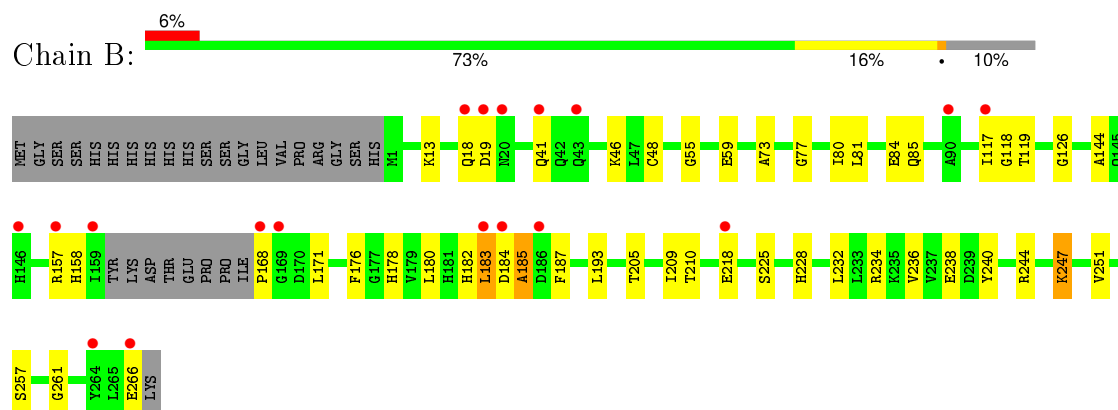 6%
Chain B:
73% 16% • 10%
MET GLY SER SER HIS HIS HIS HIS HIS HIS SER SER GLY LEU VAL PRO ARG GLY SER HIS M1 K13 Q18 D19 N20 Q41 Q42 Q43 K46 L47 C48 G55 E59 A73 G77 I80 L81 E84 Q85 A90 I117 G118 T119 G126 A144 Q145
H146 R157 H158 I159 TYR LYS ASP THR GLU PRO PRO ILE P168 G169 D170 L171 F176 G177 H178 V179 L180 H181 H182 L183 D184 A185 D186 F187 L193 T205 I209 T210 E218 S225 H228 L232 L233 R234 K235 V236 V237 E238 D239 Y240 R244 K247 V251
S257 G261 Y264 L265 E266 LYS